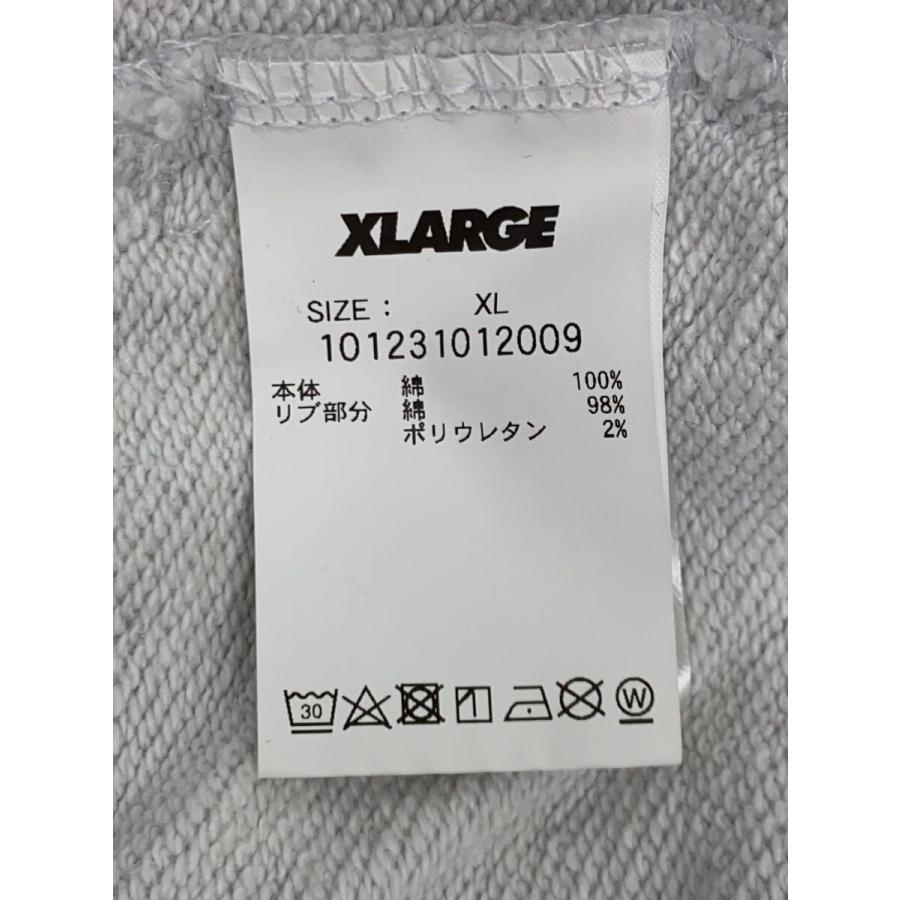 XLARGE
SIZE : XL
101231012009
本体 綿 100%
リブ部分 綿 98%
ポリウレタン 2%
30 W